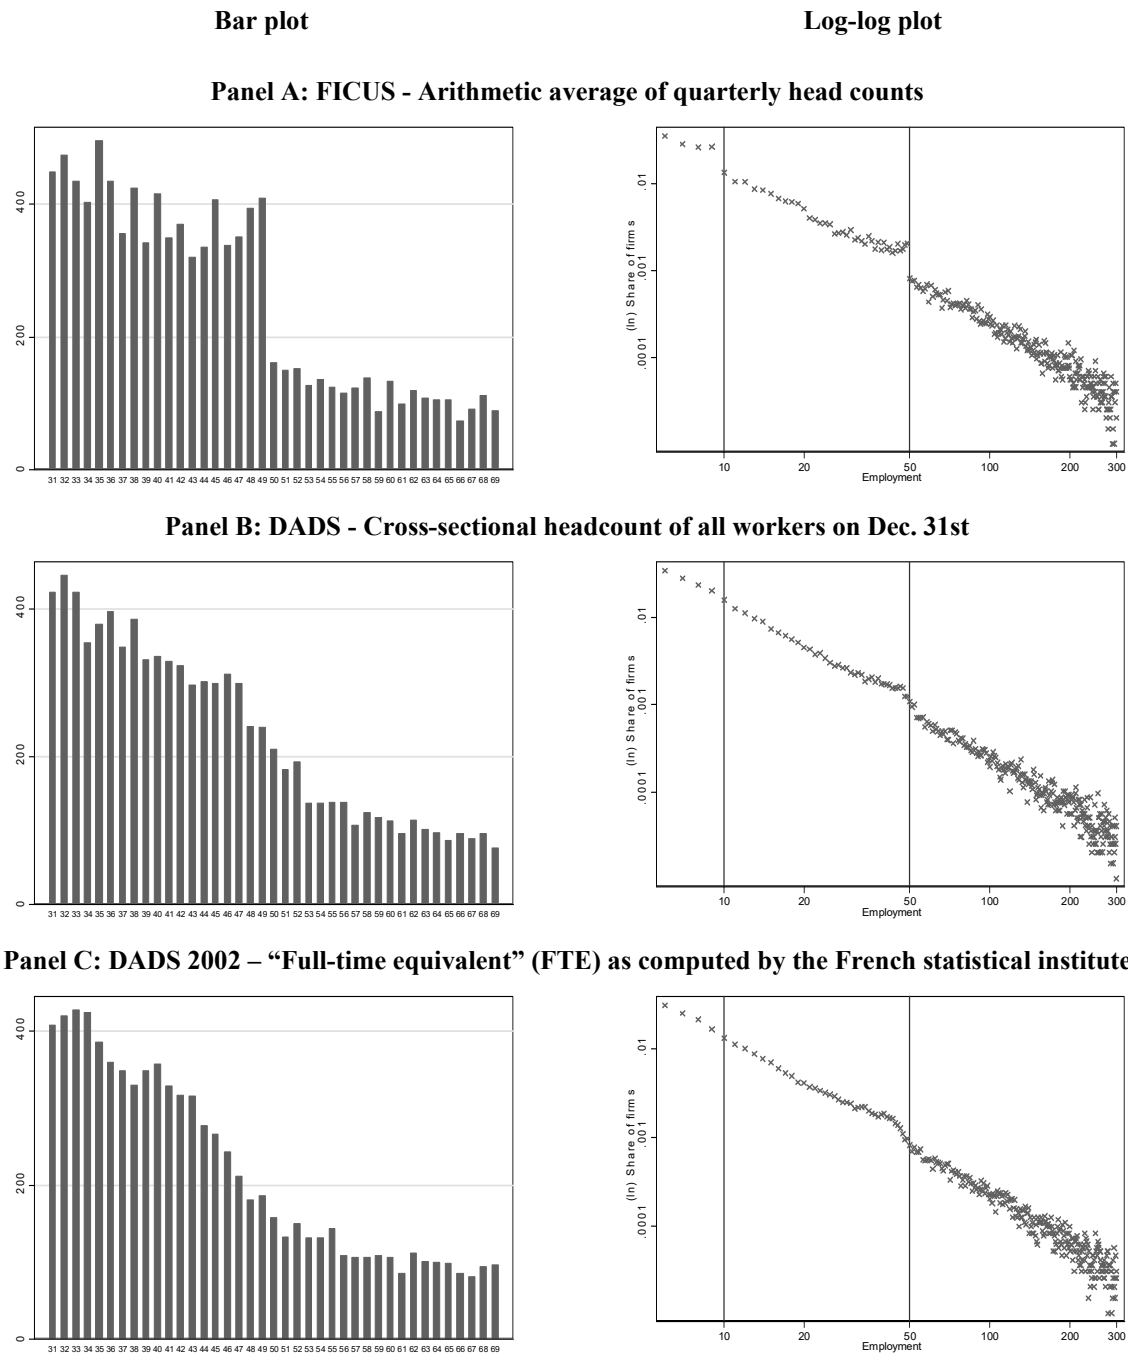 Bar plot
Log-log plot
Panel A: FICUS - Arithmetic average of quarterly head counts
400
200
0
31 32 33 34 35 36 37 38 39 40 41 42 43 44 45 46 47 48 49 50 51 52 53 54 55 56 57 58 59 60 61 62 63 64 65 66 67 68 69
(ln) Share of firms
.01
.001
.0001
10 20 50 100 200 300
Employment
Panel B: DADS - Cross-sectional headcount of all workers on Dec. 31st
400
200
0
31 32 33 34 35 36 37 38 39 40 41 42 43 44 45 46 47 48 49 50 51 52 53 54 55 56 57 58 59 60 61 62 63 64 65 66 67 68 69
(ln) Share of firms
.01
.001
.0001
10 20 50 100 200 300
Employment
Panel C: DADS 2002 – “Full-time equivalent” (FTE) as computed by the French statistical institute
400
200
0
31 32 33 34 35 36 37 38 39 40 41 42 43 44 45 46 47 48 49 50 51 52 53 54 55 56 57 58 59 60 61 62 63 64 65 66 67 68 69
(ln) Share of firms
.01
.001
.0001
10 20 50 100 200 300
Employment